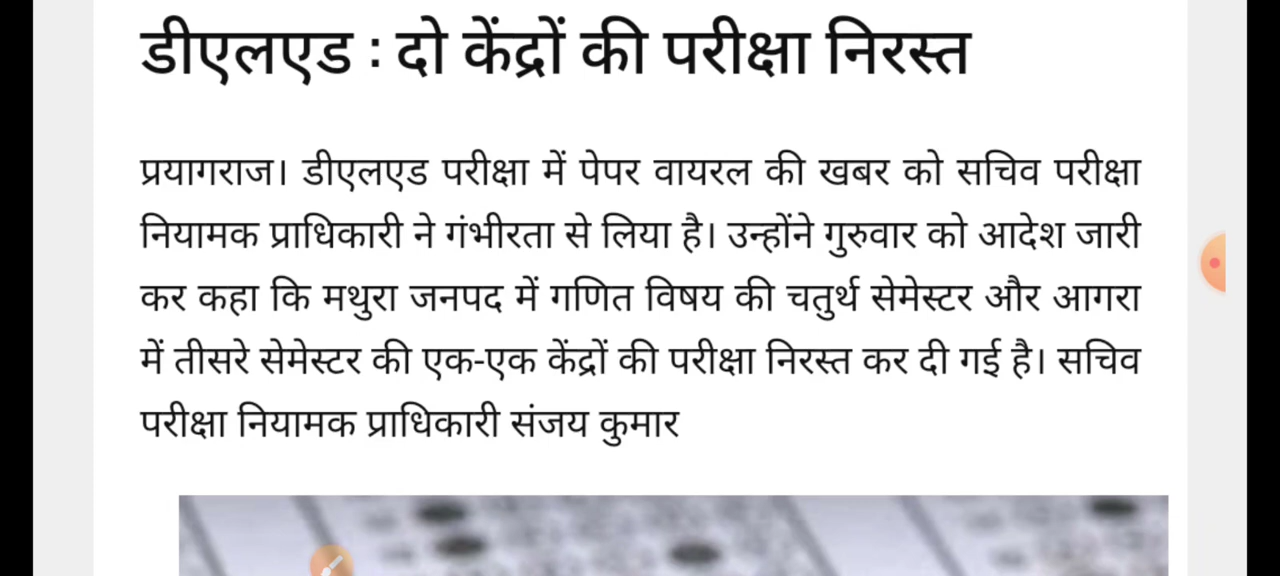 डीएलएड : दो केंद्रों की परीक्षा निरस्त
प्रयागराज। डीएलएड परीक्षा में पेपर वायरल की खबर को सचिव परीक्षा
नियामक प्राधिकारी ने गंभीरता से लिया है। उन्होंने गुरुवार को आदेश जारी
कर कहा कि मथुरा जनपद में गणित विषय की चतुर्थ सेमेस्टर और आगरा
में तीसरे सेमेस्टर की एक-एक केंद्रों की परीक्षा निरस्त कर दी गई है। सचिव
परीक्षा नियामक प्राधिकारी संजय कुमार